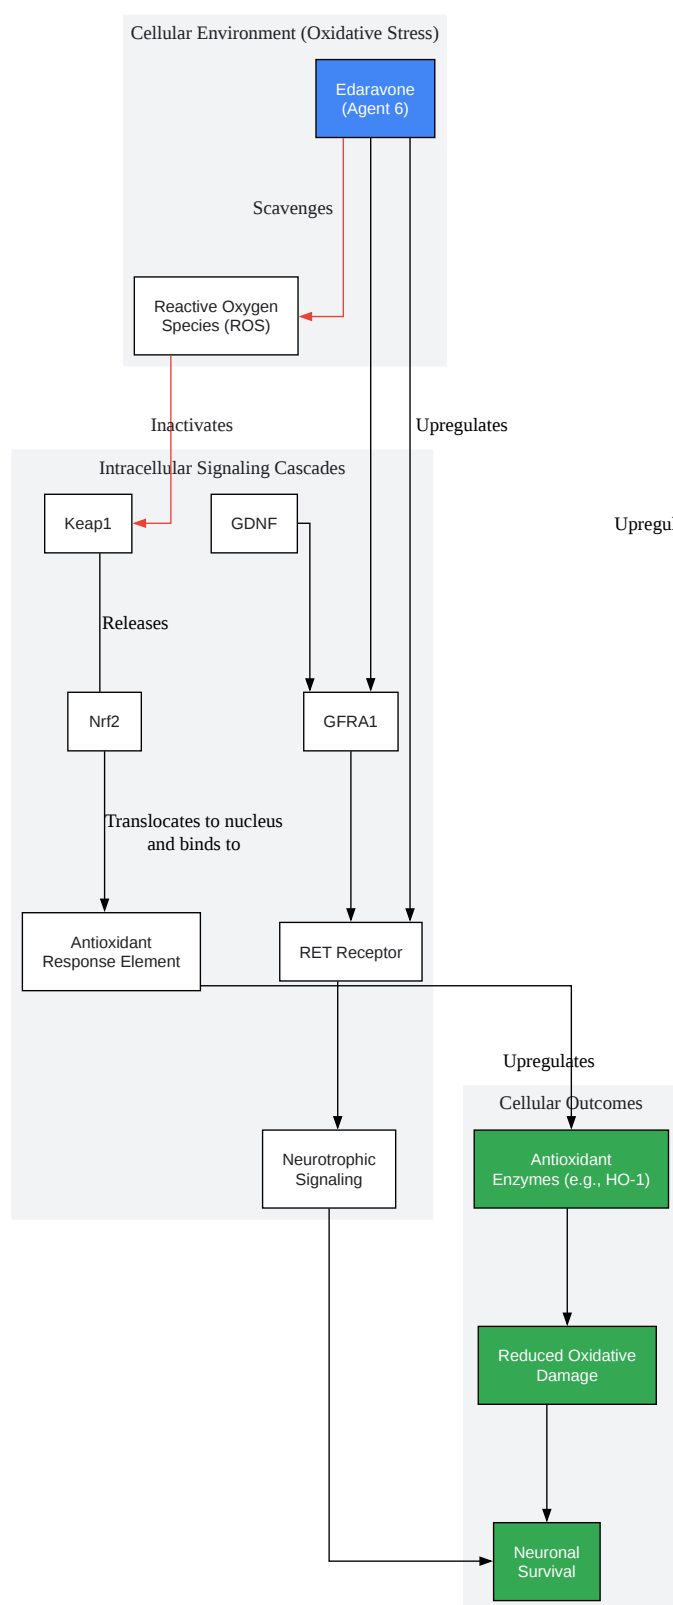 Cellular Environment (Oxidative Stress)
Edaravone
(Agent 6)
Scavenges
Reactive Oxygen
Species (ROS)
Inactivates
Upregulates
Intracellular Signaling Cascades
Keap1
GDNF
Releases
Nrf2
GFRA1
Translocates to nucleus
and binds to
Antioxidant
Response Element
RET Receptor
Upregulates
Cellular Outcomes
Neurotrophic
Signaling
Antioxidant
Enzymes (e.g., HO-1)
Reduced Oxidative
Damage
Neuronal
Survival